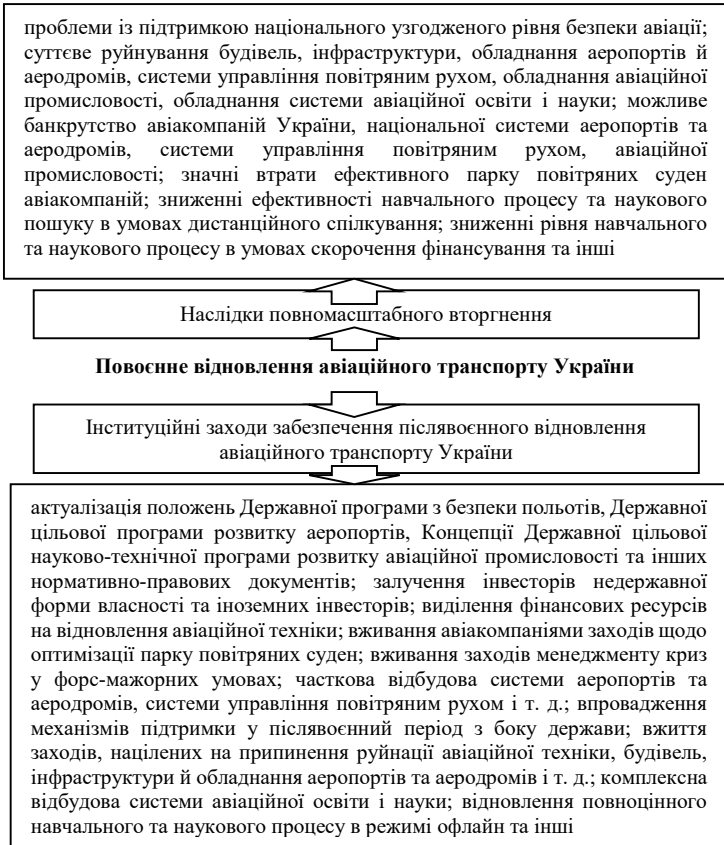 проблеми із підтримкою національного узгодженого рівня безпеки авіації;
суттєве руйнування будівель, інфраструктури, обладнання аеропортів й
аеродромів, системи управління повітряним рухом, обладнання авіаційної
промисловості, обладнання системи авіаційної освіти і науки; можливе
банкрутство авіакомпаній України, національної системи аеропортів та
аеродромів, системи управління повітряним рухом, авіаційної
промисловості; значні втрати ефективного парку повітряних суден
авіакомпаній; зниженні ефективності навчального процесу та наукового
пошуку в умовах дистанційного спілкування; зниженні рівня навчального
та наукового процесу в умовах скорочення фінансування та інші
Наслідки повномасштабного вторгнення
Повоєнне відновлення авіаційного транспорту України
Інституційні заходи забезпечення післявоєнного відновлення
авіаційного транспорту України
актуалізація положень Державної програми з безпеки польотів, Державної
цільової програми розвитку аеропортів, Концепції Державної цільової
науково-технічної програми розвитку авіаційної промисловості та інших
нормативно-правових документів; залучення інвесторів недержавної
форми власності та іноземних інвесторів; виділення фінансових ресурсів
на відновлення авіаційної техніки; вживання авіакомпаніями заходів щодо
оптимізації парку повітряних суден; вживання заходів менеджменту криз
у форс-мажорних умовах; часткова відбудова системи аеропортів та
аеродромів, системи управління повітряним рухом і т. д.; впровадження
механізмів підтримки у післявоєнний період з боку держави; вжиття
заходів, націлених на припинення руйнації авіаційної техніки, будівель,
інфраструктури й обладнання аеропортів та аеродромів і т. д.; комплексна
відбудова системи авіаційної освіти і науки; відновлення повноцінного
навчального та наукового процесу в режимі офлайн та інші